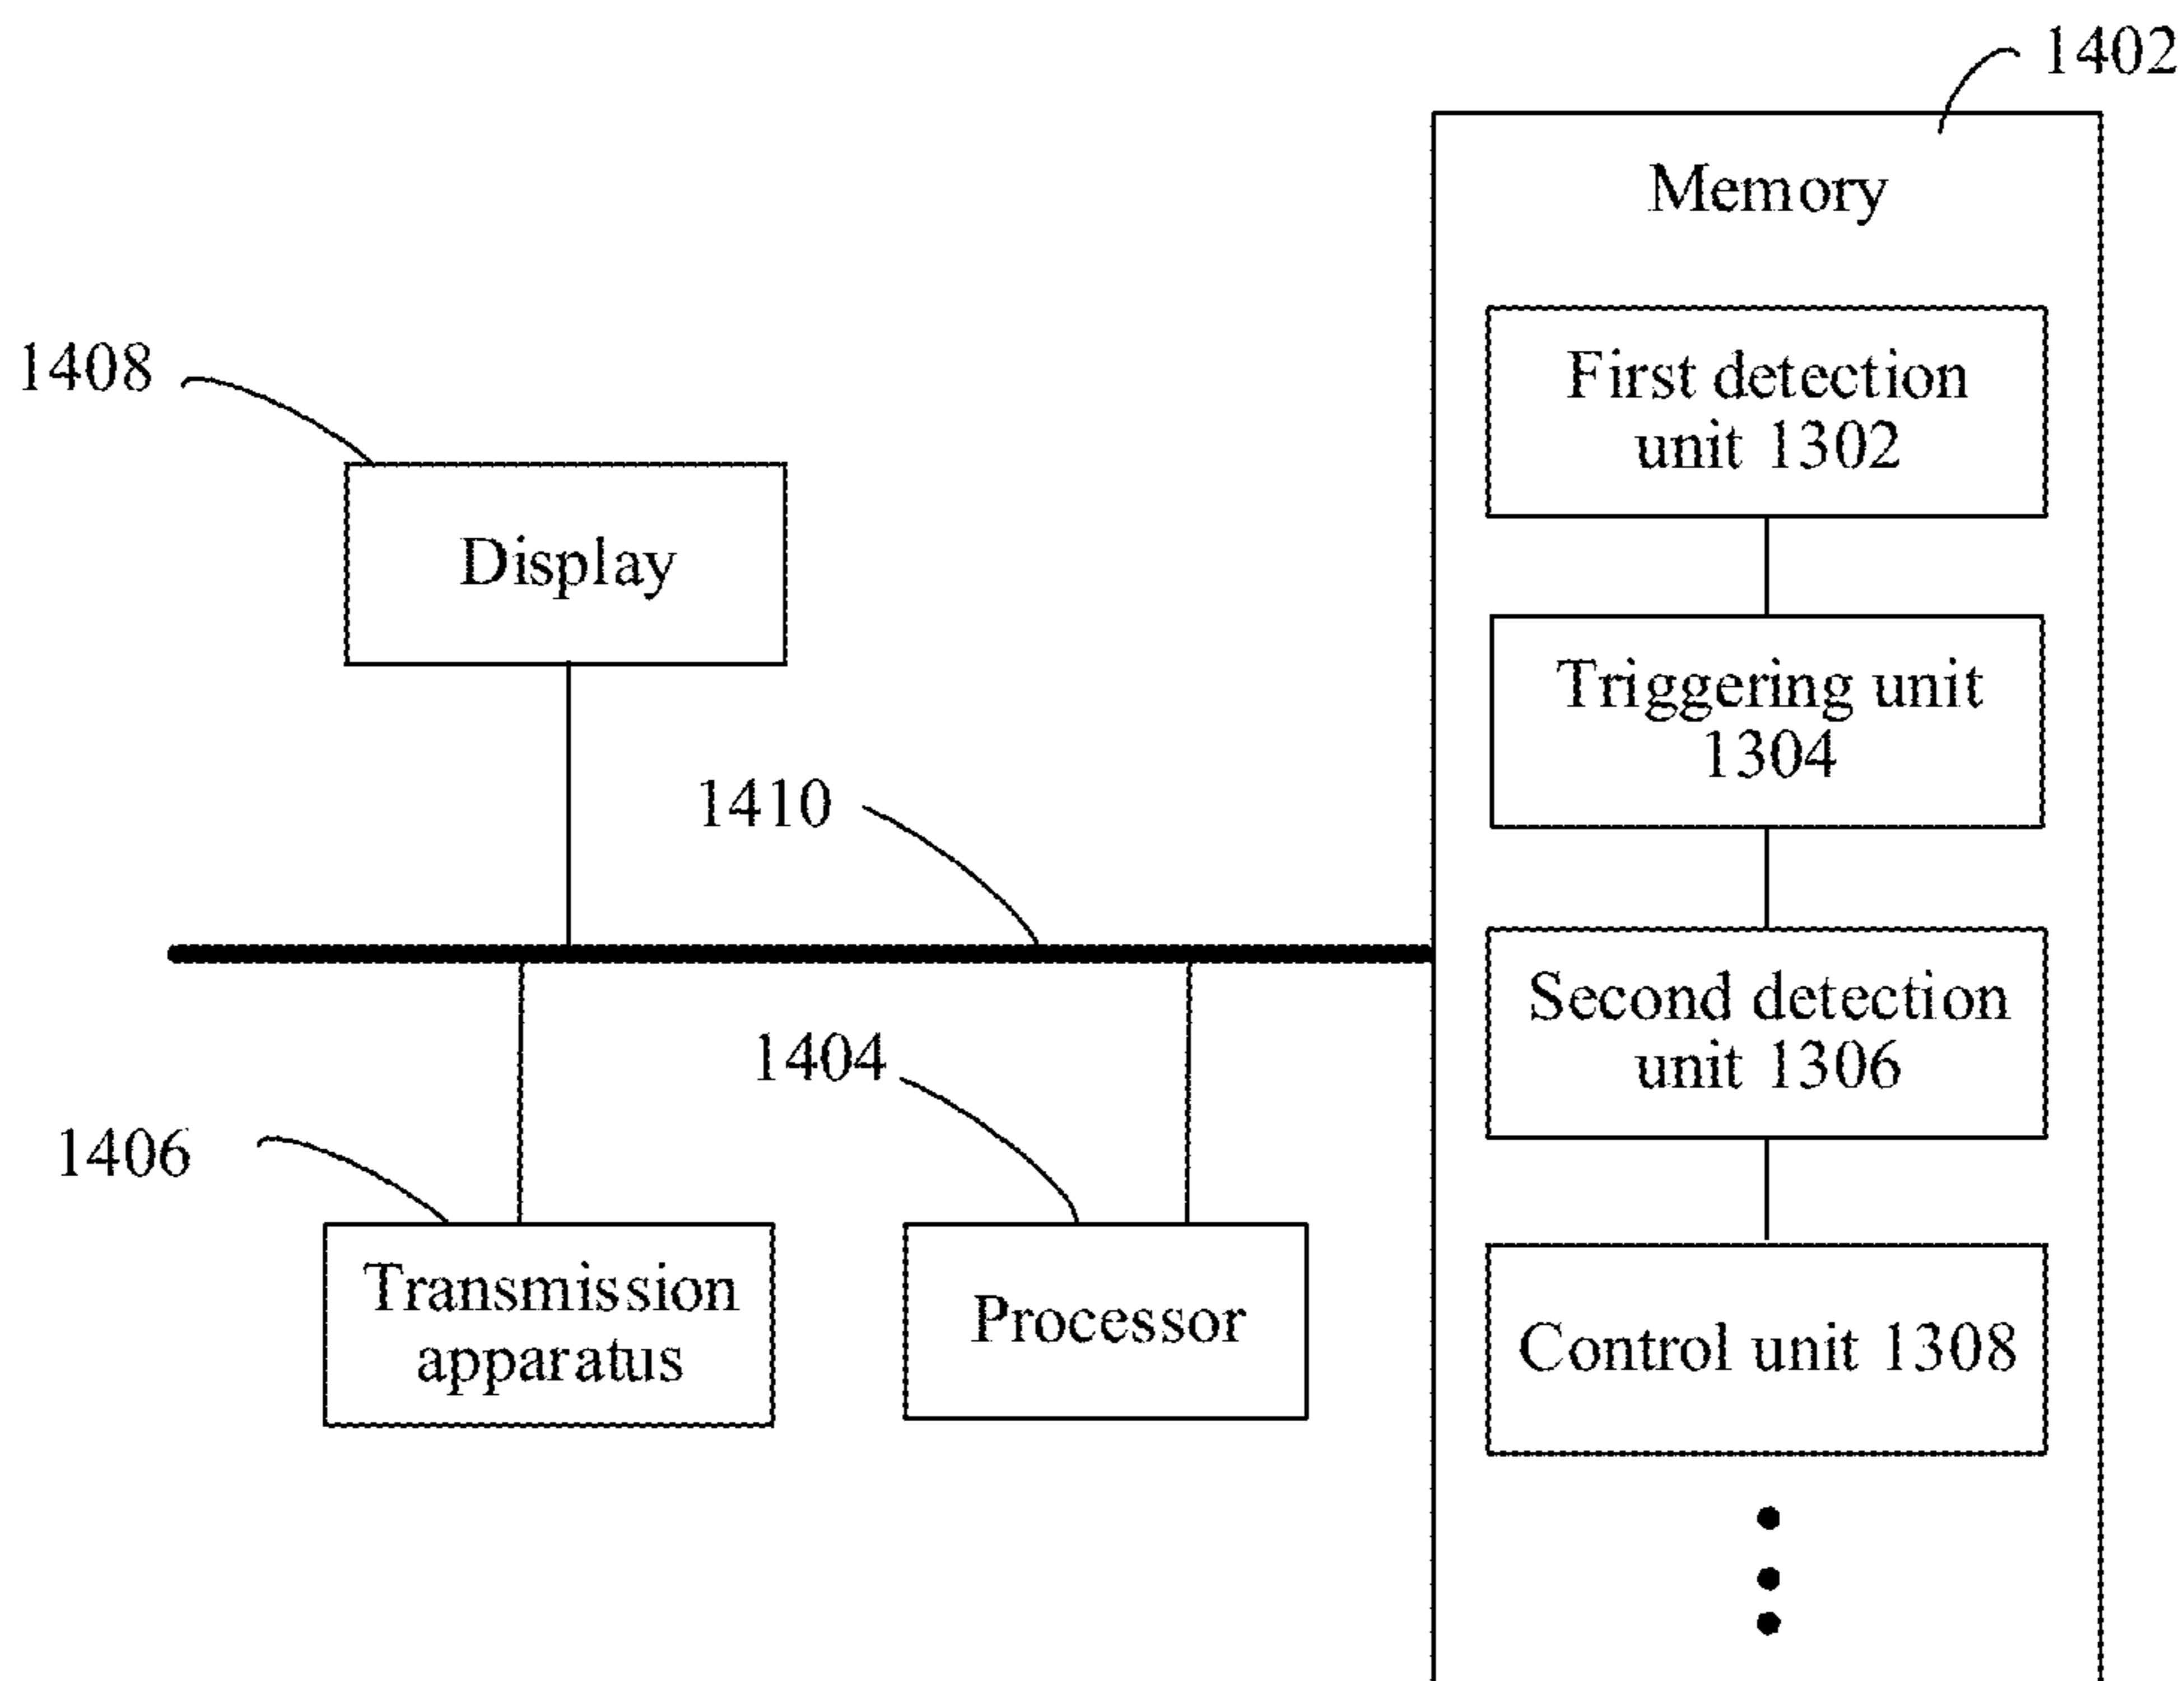 1402
Memory
First detection
unit 1302
1408
Display
Triggering unit
1304
1410
Second detection
unit 1306
1404
1406
Transmission
apparatus
Processor
Control unit 1308